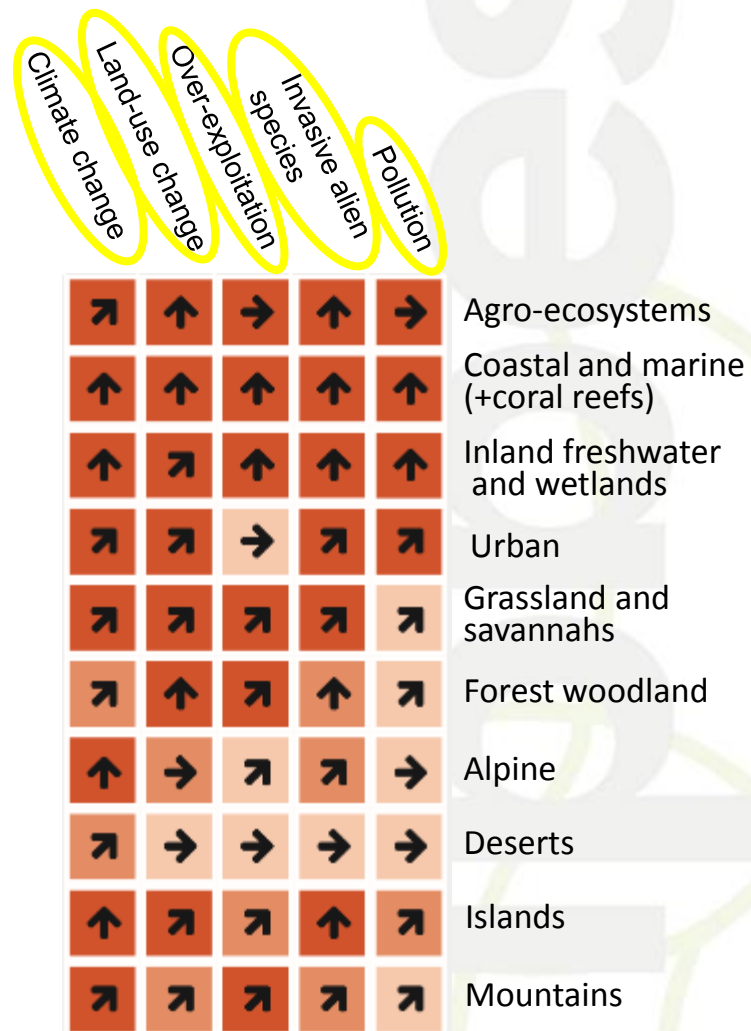 Climate change
Land-use change
Over-exploitation
Invasive alien
species
Pollution
Agro-ecosystems
Coastal and marine
(+coral reefs)
Inland freshwater
and wetlands
Urban
Grassland and
savannahs
Forest woodland
Alpine
Deserts
Islands
Mountains